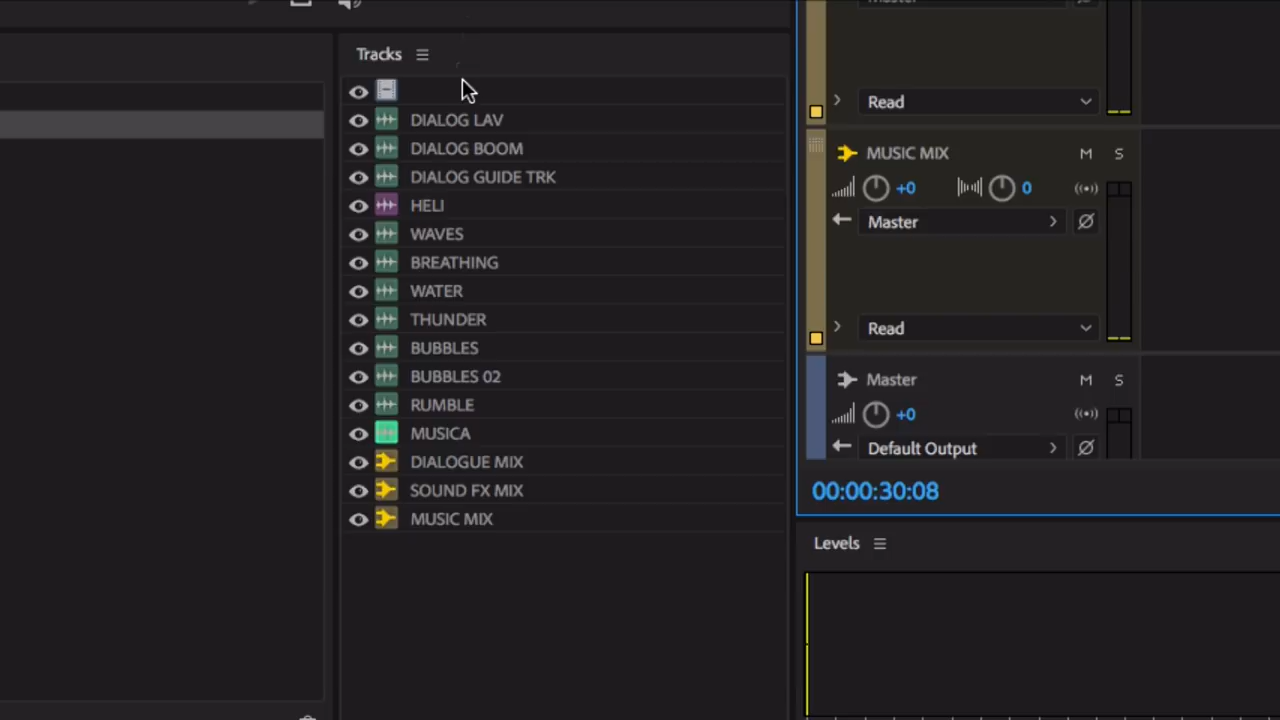 Tracks
DIALOG LAV
DIALOG BOOM
DIALOG GUIDE TRK
HELI
WAVES
BREATHING
WATER
THUNDER
BUBBLES
BUBBLES 02
RUMBLE
MUSICA
DIALOGUE MIX
SOUND FX MIX
MUSIC MIX
Master
Read
MUSIC MIX M S
+0 0
Master
Read
Master M S
+0
Default Output
00:00:30:08
Levels